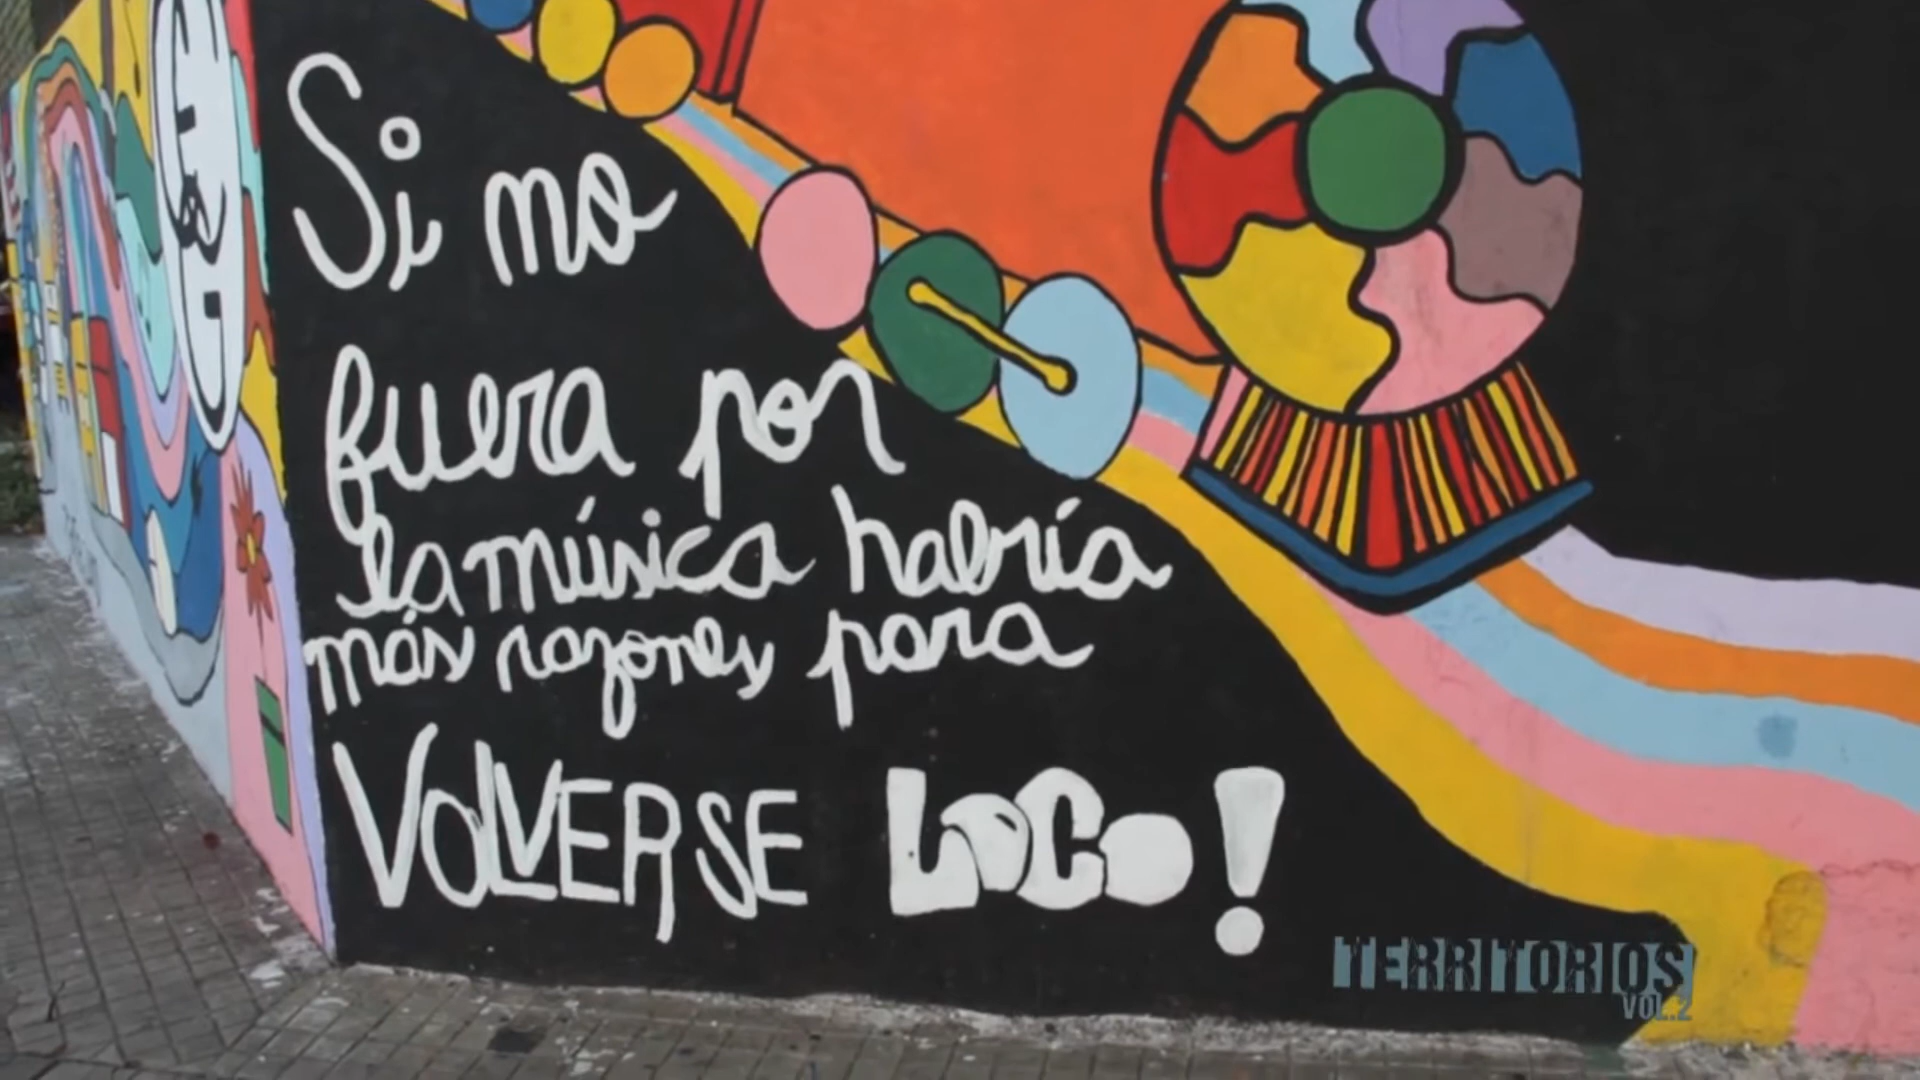 Si no
fuera por
la música habría
más razones para
VOLVERSE LOCO!
TERRITORIOS
VOL.2